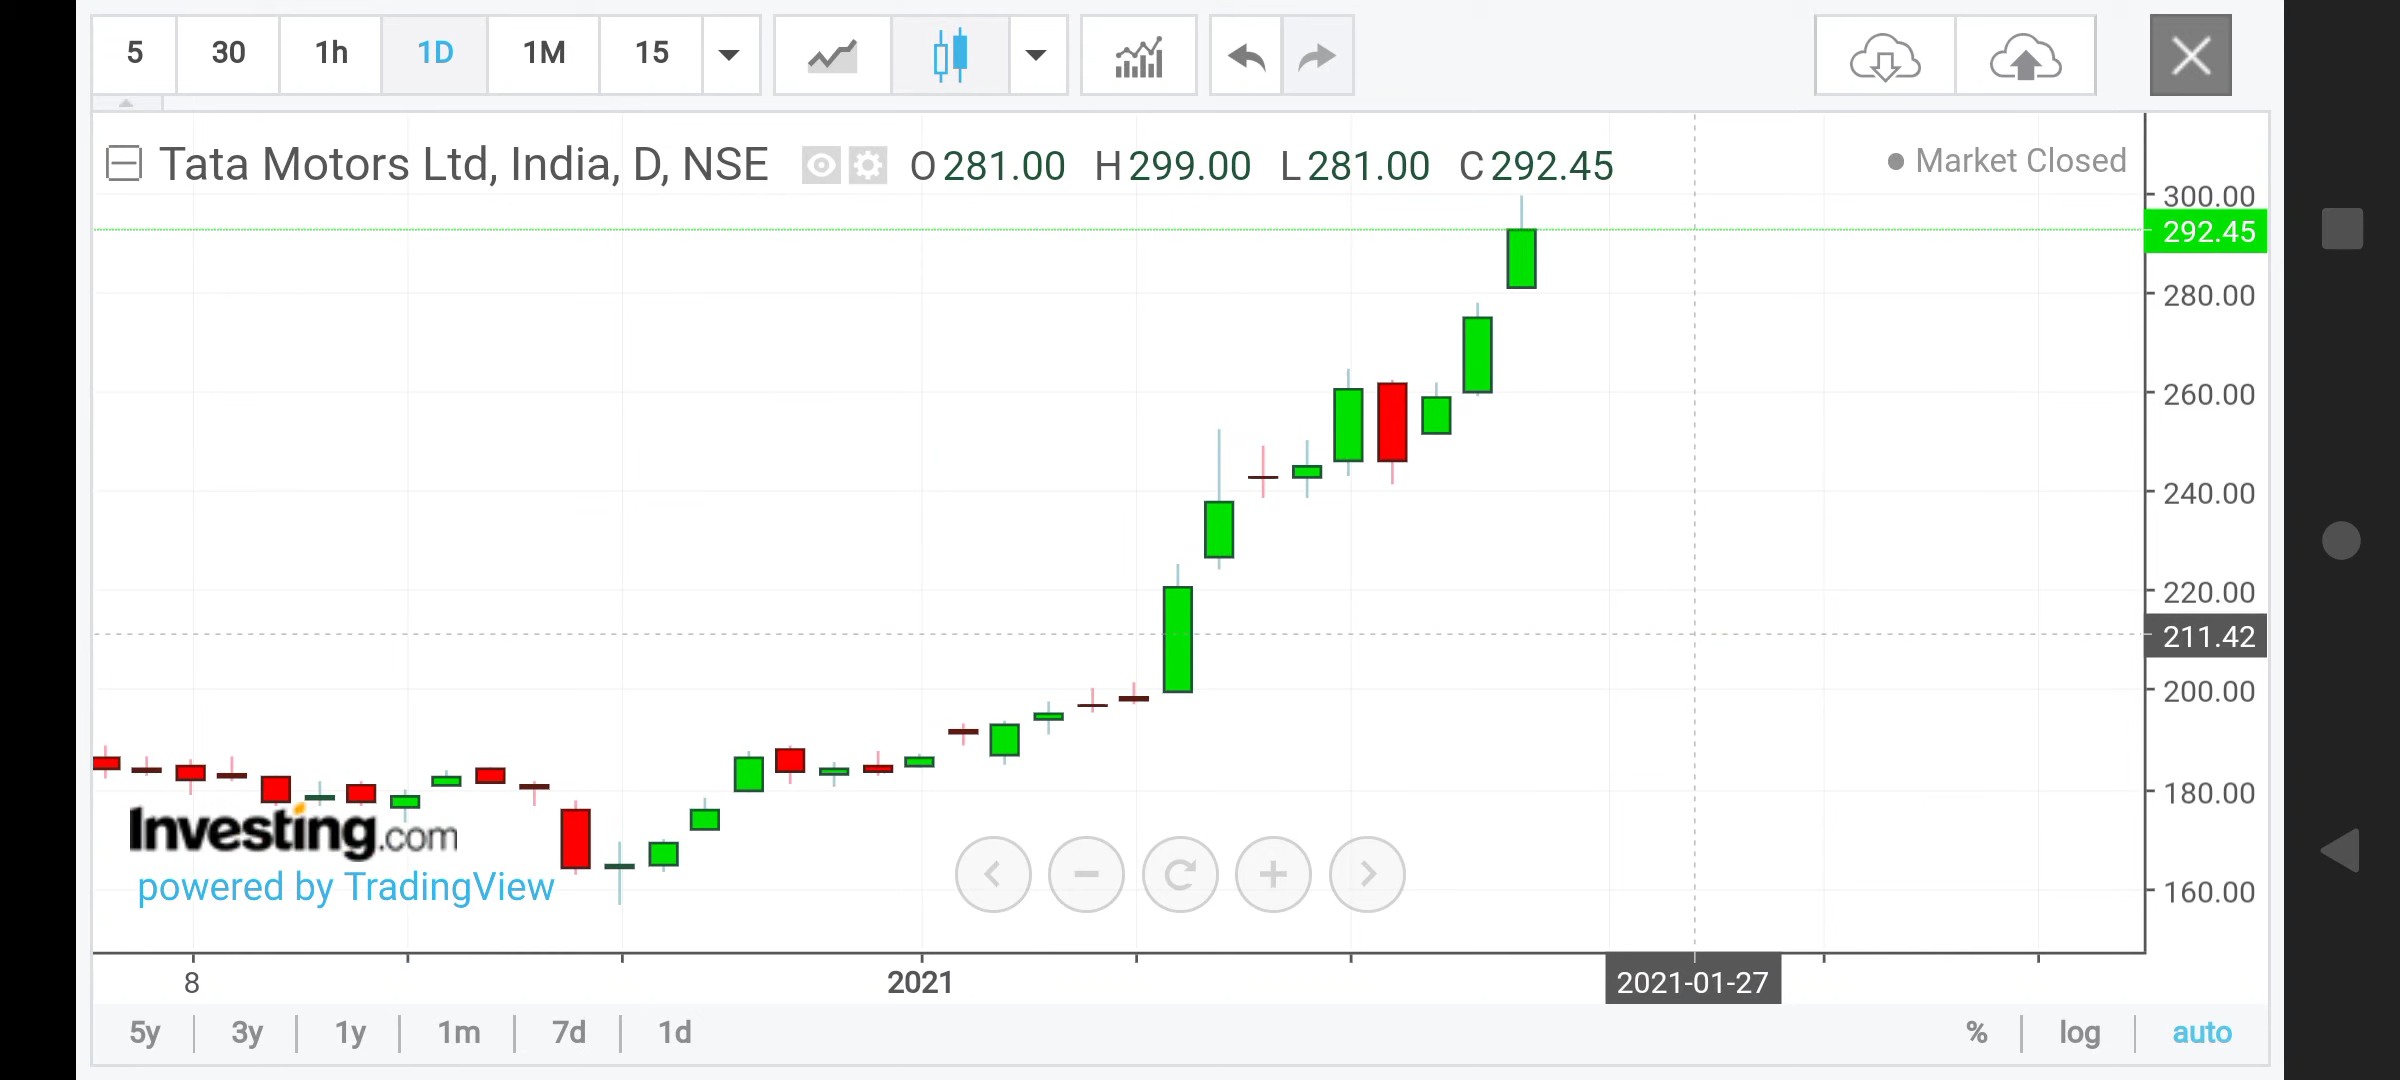 5 30 1h 1D 1M 15
Tata Motors Ltd, India, D, NSE O 281.00 H 299.00 L 281.00 C 292.45 Market Closed
300.00
292.45
280.00
260.00
240.00
220.00
211.42
200.00
180.00
160.00
Investing.com
powered by TradingView
8 2021 2021-01-27
5y 3y 1y 1m 7d 1d % log auto